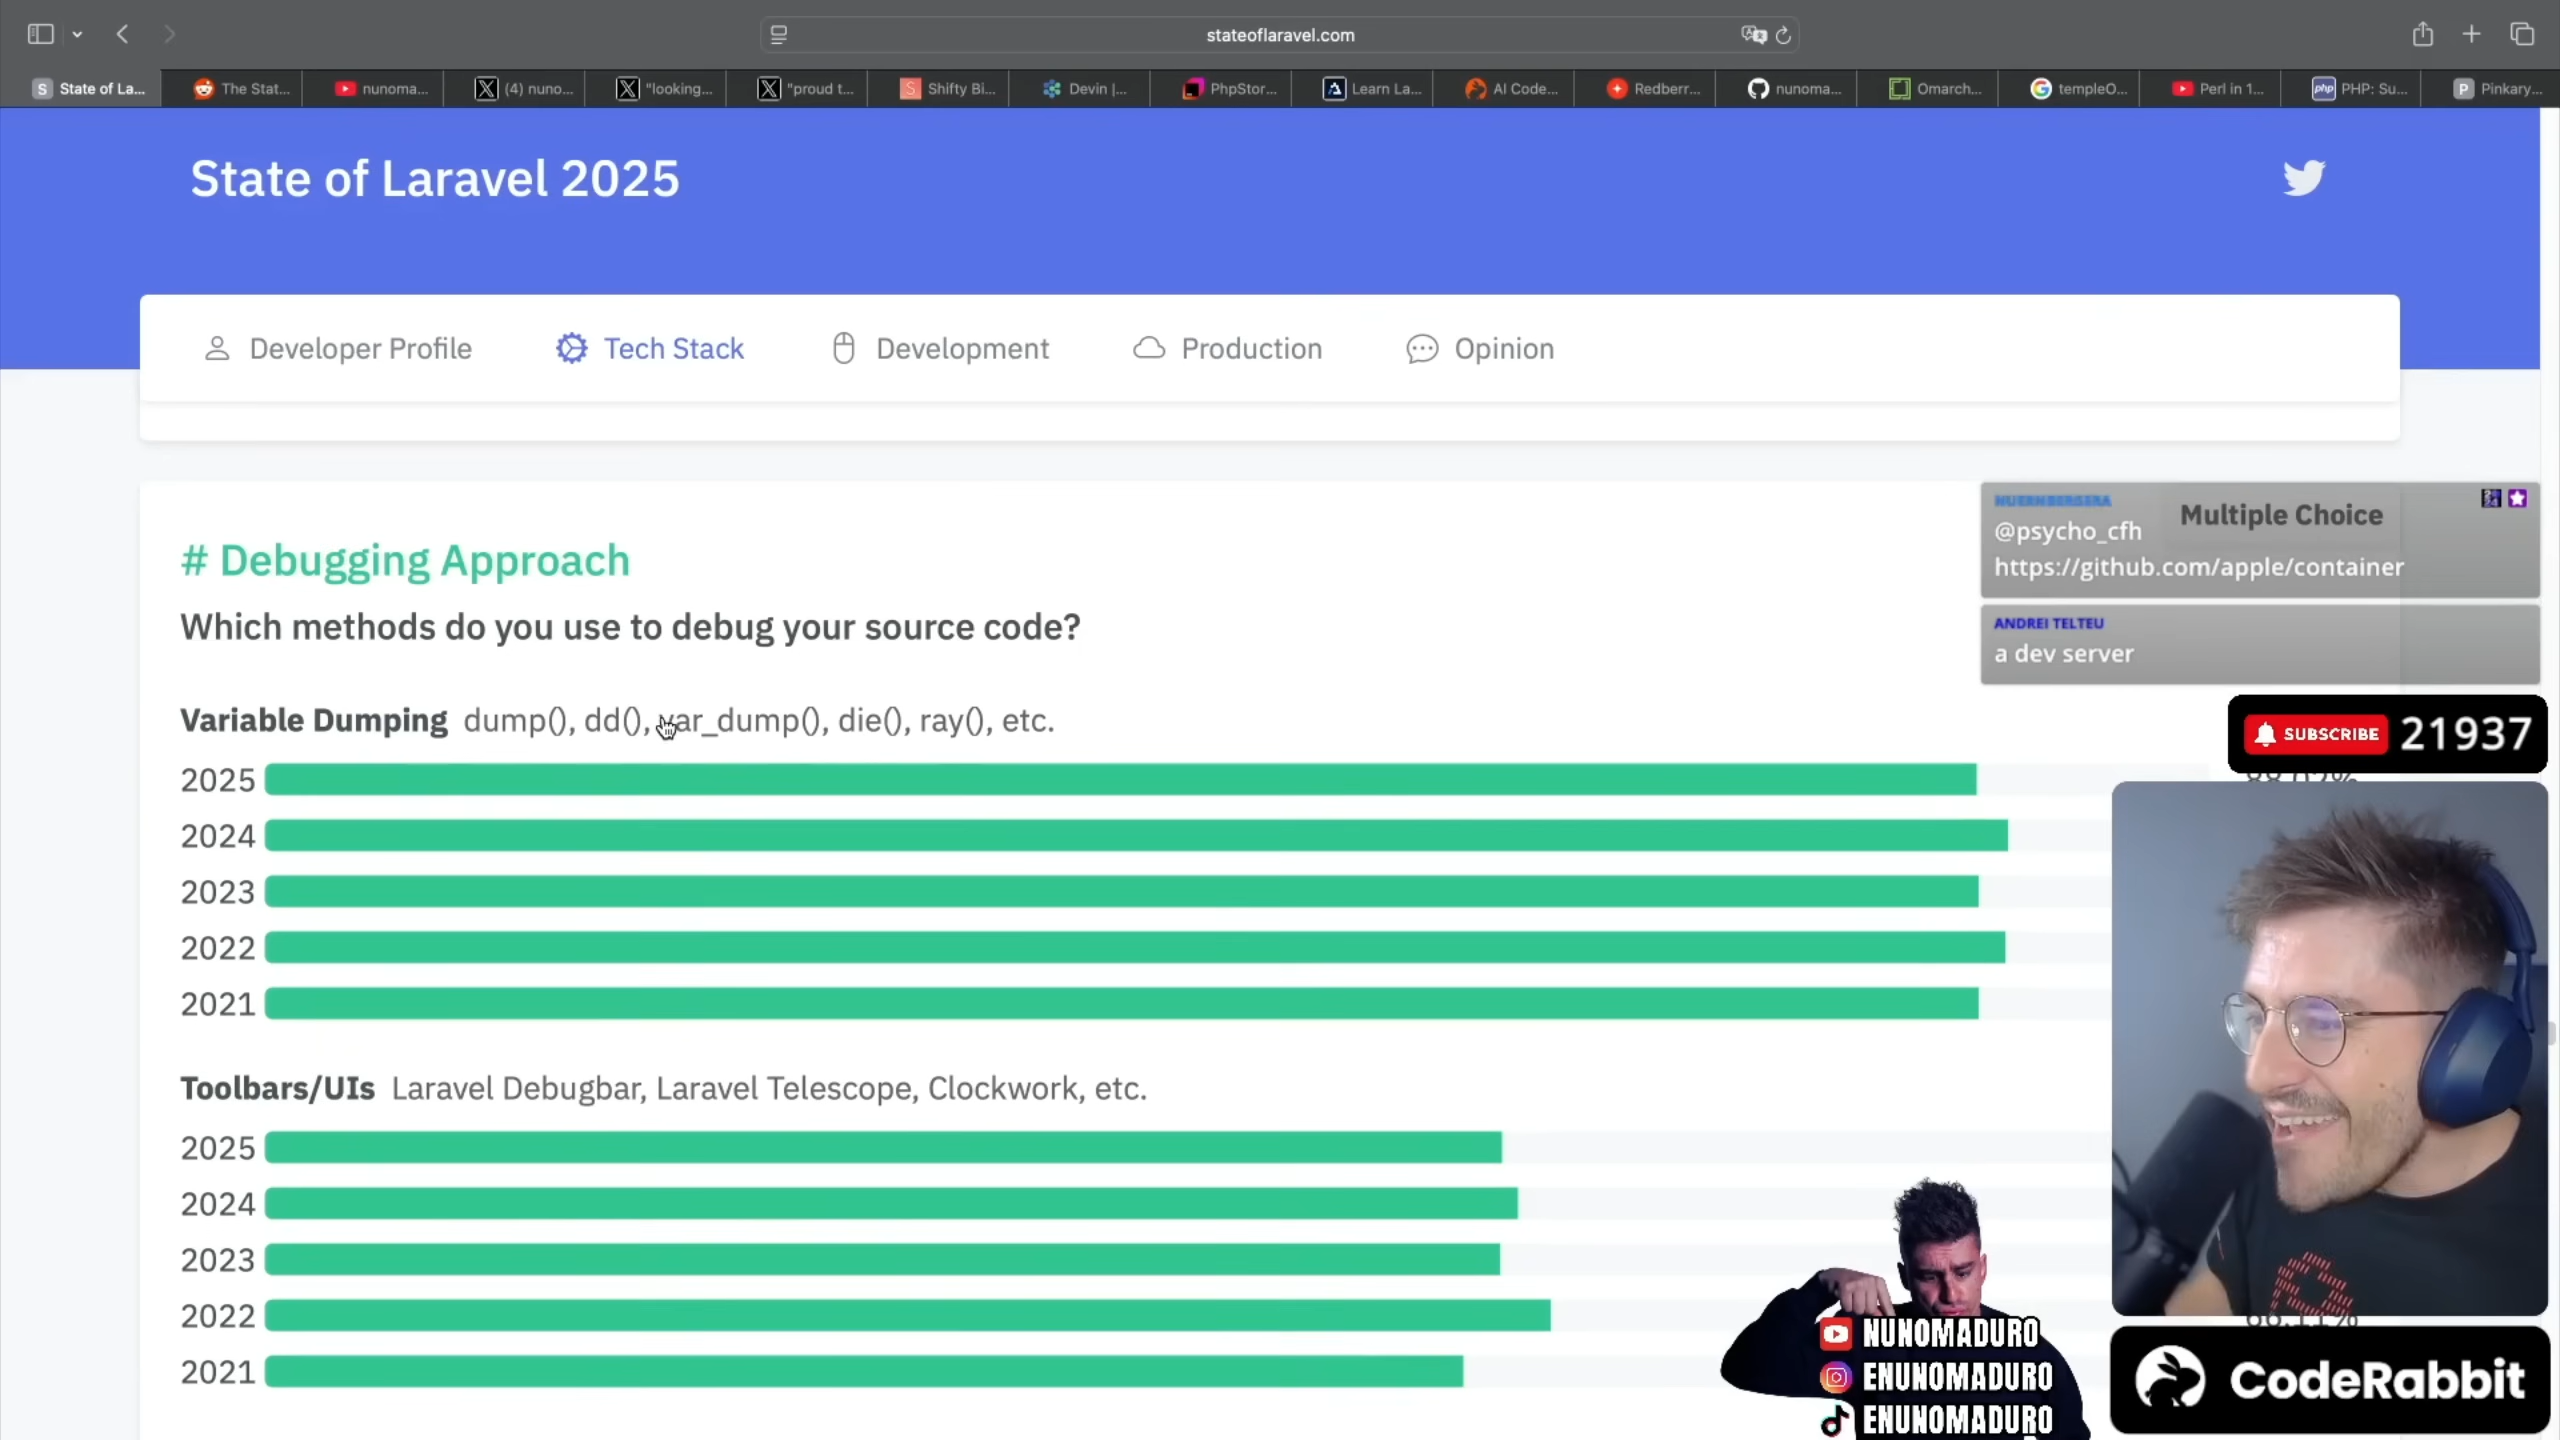 stateoflaravel.com
S State of La...
The Stat...
nunoma...
(4) nuno...
"looking...
"proud t...
S Shifty Bi...
Devin |...
PhpStor...
Learn La...
AI Code...
Redberr...
nunoma...
Omarch...
templeO...
Perl in 1...
php PHP: Su...
P Pinkary...
State of Laravel 2025
Developer Profile
Tech Stack
Development
Production
Opinion
Multiple Choice
@psycho_cfh
https://github.com/apple/container
# Debugging Approach
Which methods do you use to debug your source code?
ANDREI TELTEU
a dev server
Variable Dumping dump(), dd(), var_dump(), die(), ray(), etc.
SUBSCRIBE 21937
2025
2024
2023
2022
2021
Toolbars/UIs Laravel Debugbar, Laravel Telescope, Clockwork, etc.
2025
2024
2023
2022
2021
NUNOMADURO
ENUNOMADURO
ENUNOMADURO
CodeRabbit